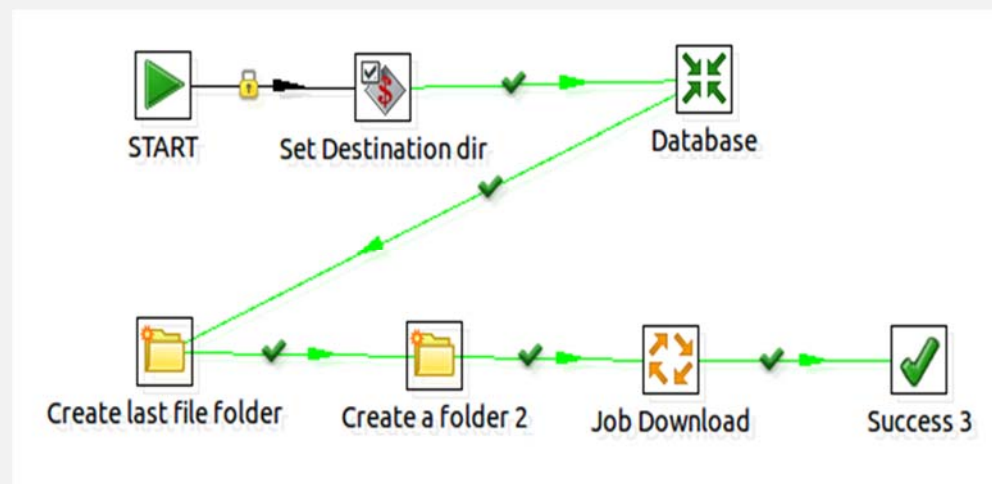 START
Set Destination dir
Database
Create last file folder
Create a folder 2
Job Download
Success 3